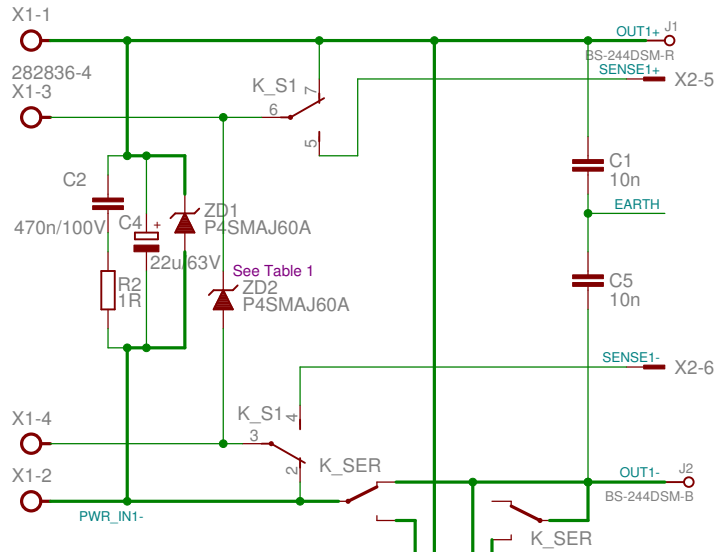 X1-1
OUT1+
J1
BS-244DSM-R
282836-4
SENSE1+
X1-3
K_S1
7
X2-5
6
5
C1
10n
C2
EARTH
470n/100V
C4
+
ZD1
P4SMAJ60A
22u/63V
See Table 1
R2
1R
ZD2
P4SMAJ60A
C5
10n
SENSE1-
X2-6
X1-4
K_S1
4
3
2
K_SER
X1-2
OUT1-
J2
BS-244DSM-B
PWR_IN1-
K_SER